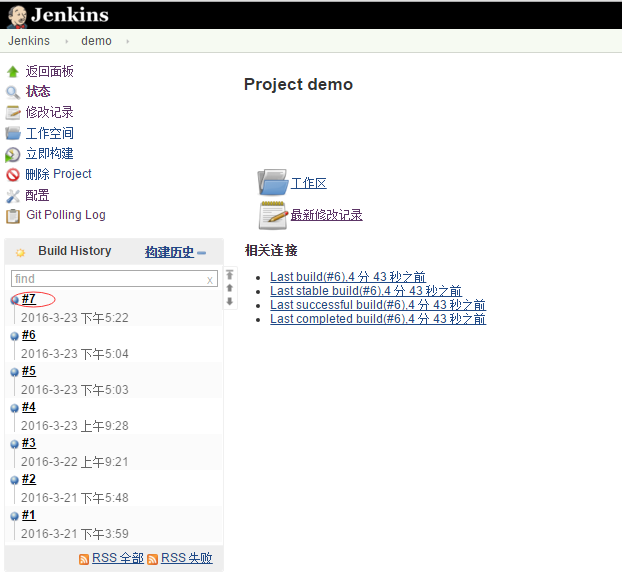 Jenkins
Jenkins demo
返回面板
状态
修改记录
工作空间
立即构建
删除 Project
配置
Git Polling Log
Project demo
工作区
最新修改记录
相关连接
Last build(#6),4 分 43 秒之前
Last stable build(#6),4 分 43 秒之前
Last successful build(#6),4 分 43 秒之前
Last completed build(#6),4 分 43 秒之前
Build History 构建历史
find x
#7
2016-3-23 下午5:22
#6
2016-3-23 下午5:04
#5
2016-3-23 下午5:03
#4
2016-3-23 上午9:28
#3
2016-3-22 上午9:21
#2
2016-3-21 下午5:48
#1
2016-3-21 下午3:59
RSS 全部 RSS 失败